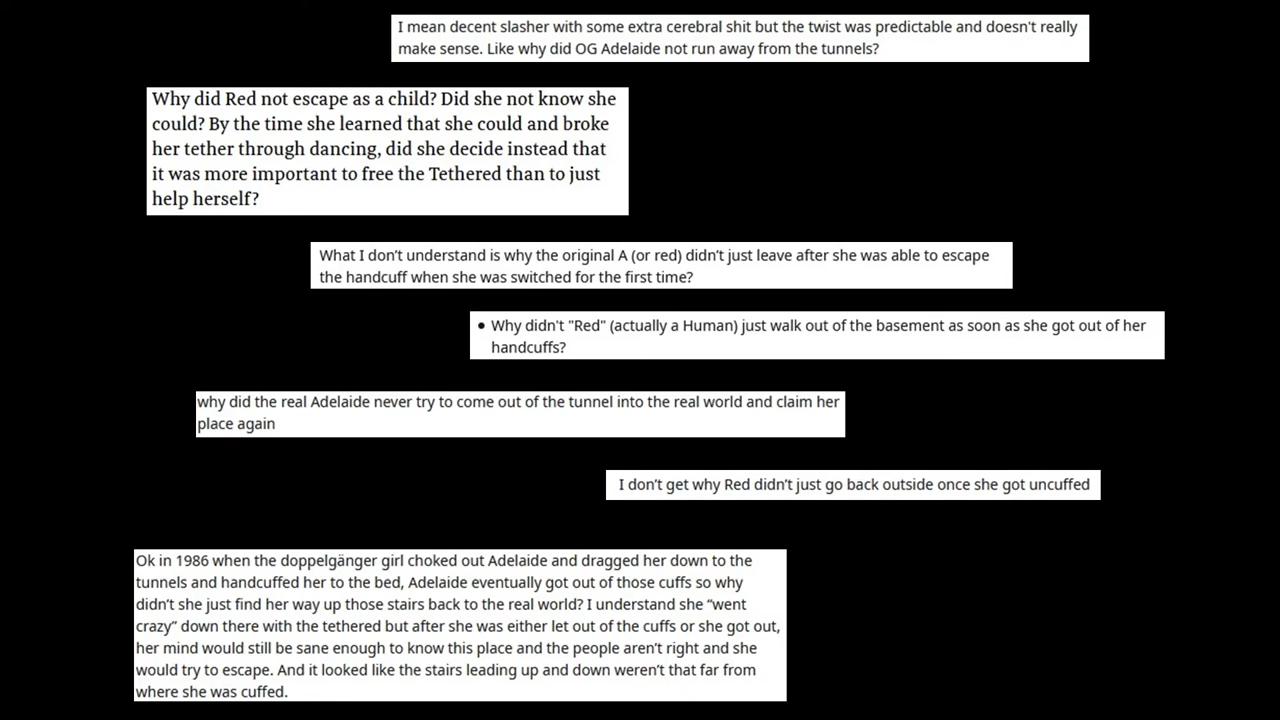 I mean decent slasher with some extra cerebral shit but the twist was predictable and doesn't really
make sense. Like why did OG Adelaide not run away from the tunnels?
Why did Red not escape as a child? Did she not know she
could? By the time she learned that she could and broke
her tether through dancing, did she decide instead that
it was more important to free the Tethered than to just
help herself?
What I don’t understand is why the original A (or red) didn’t just leave after she was able to escape
the handcuff when she was switched for the first time?
• Why didn't "Red" (actually a Human) just walk out of the basement as soon as she got out of her
handcuffs?
why did the real Adelaide never try to come out of the tunnel into the real world and claim her
place again
I don’t get why Red didn’t just go back outside once she got uncuffed
Ok in 1986 when the doppelgänger girl choked out Adelaide and dragged her down to the
tunnels and handcuffed her to the bed, Adelaide eventually got out of those cuffs so why
didn’t she just find her way up those stairs back to the real world? I understand she “went
crazy” down there with the tethered but after she was either let out of the cuffs or she got out,
her mind would still be sane enough to know this place and the people aren’t right and she
would try to escape. And it looked like the stairs leading up and down weren’t that far from
where she was cuffed.